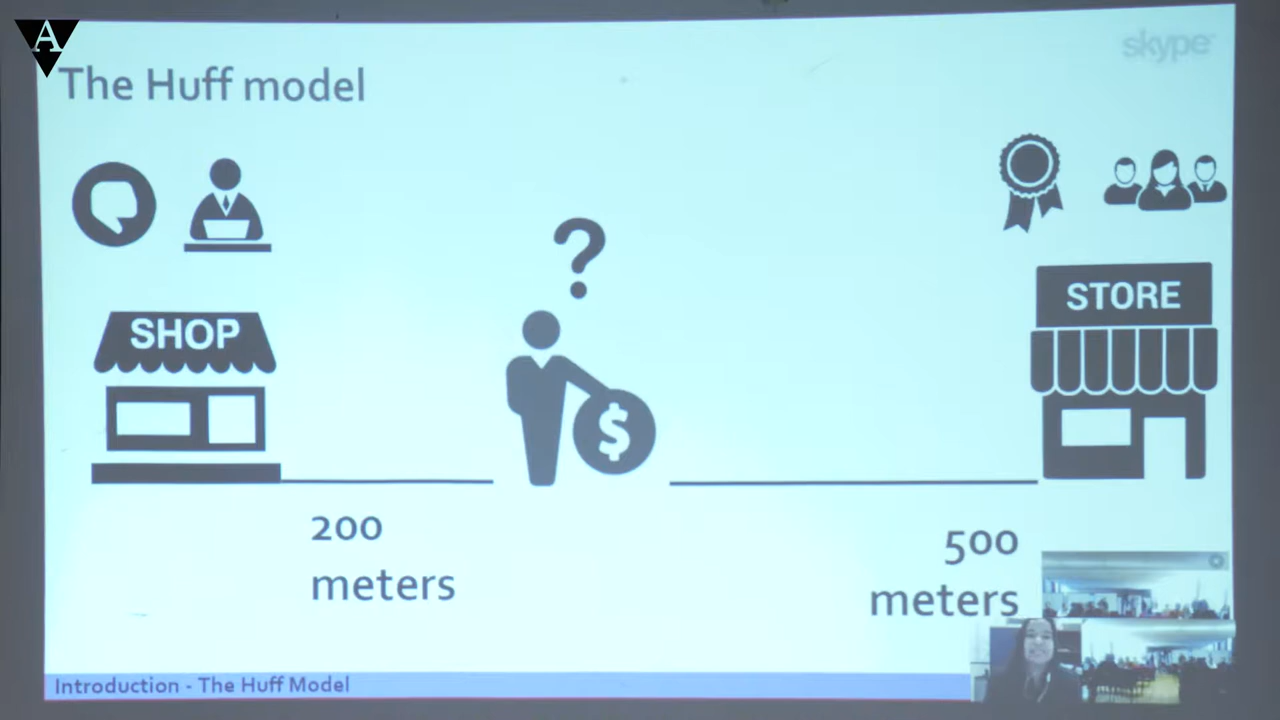 A
skype
The Huff model
?
SHOP
STORE
$
200
meters
500
meters
Introduction - The Huff Model